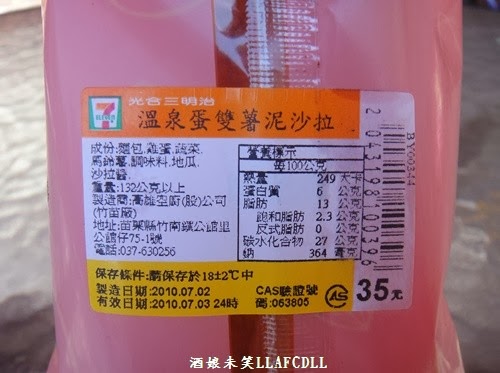 7
ELEVEN
光合三明治
溫泉蛋雙薯泥沙拉
成份:麵包.雞蛋.蔬菜.
馬鈴薯.調味料.地瓜.
沙拉醬.
重量:132公克以上
製造商:高雄空廚(股)公司
(竹苗廠)
地址:苗栗縣竹南鎮公館里
公館仔75-1號
電話:037-630256
營養標示
每100公克
熱量 249 大卡
蛋白質 6 公克
脂肪 13 公克
飽和脂肪 2.3 公克
反式脂肪 0 公克
碳水化合物 27 公克
鈉 364 毫克
保存條件:請保存於18±2℃中
製造日期:2010.07.02
有效日期:2010.07.03 24時
CAS驗證號
碼:063805
CAS
35元
BY00344
酒娘未笑LLAFCDLL